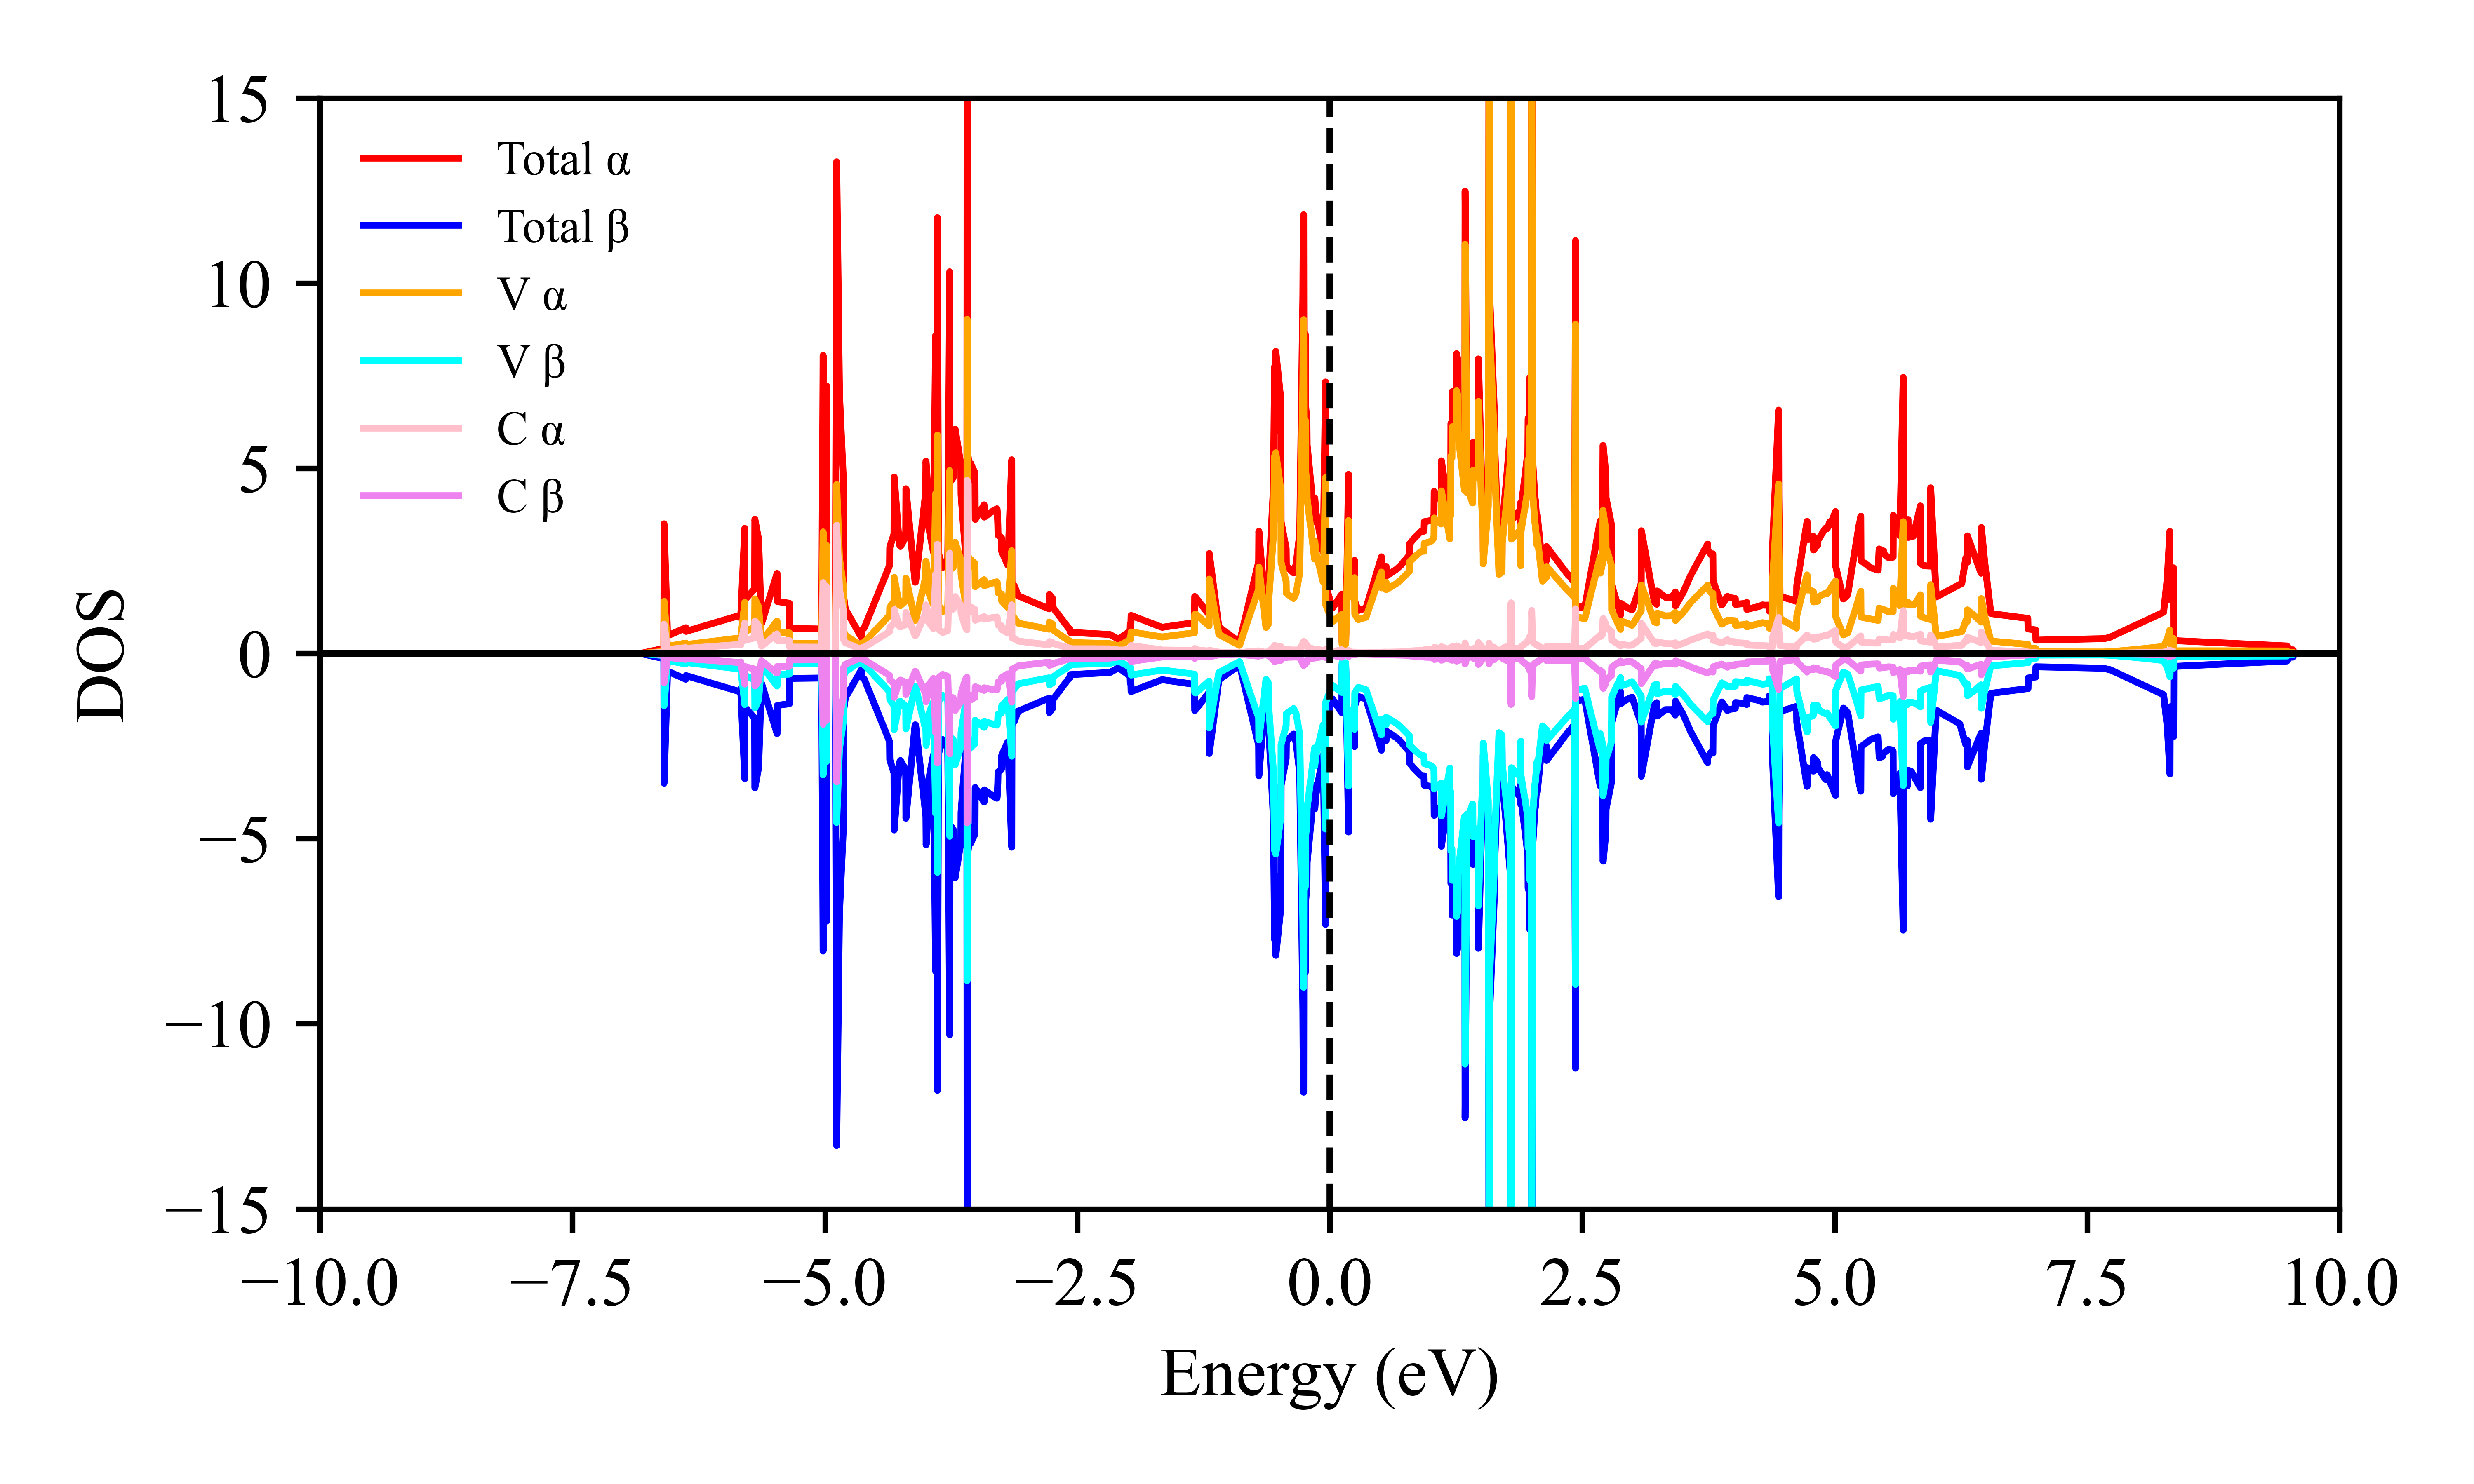 15
10
5
0
−5
−10
−15
DOS
Total α
Total β
V α
V β
C α
C β
−10.0 −7.5 −5.0 −2.5 0.0 2.5 5.0 7.5 10.0
Energy (eV)